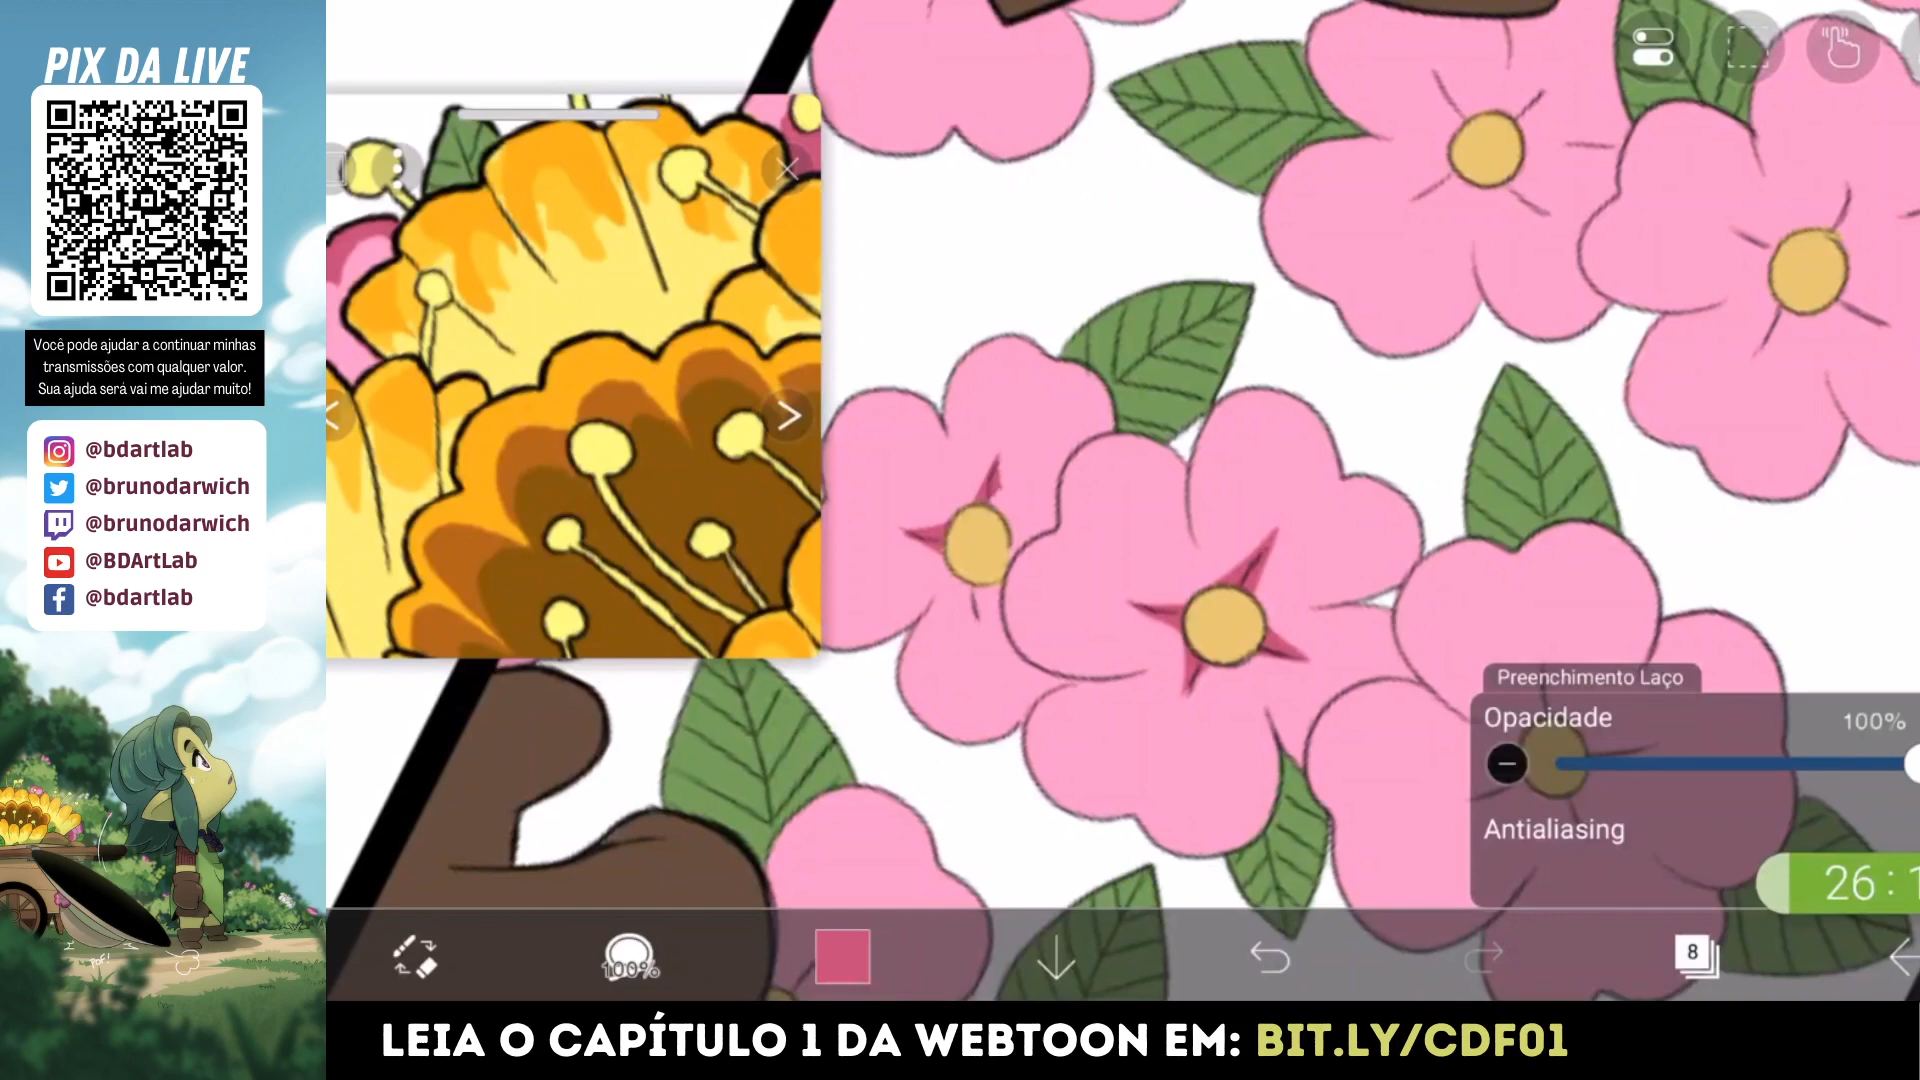 PIX DA LIVE
Você pode ajudar a continuar minhas
transmissões com qualquer valor.
Sua ajuda será vai me ajudar muito!
@bdartlab
@brunodarwich
@brunodarwich
@BDArtLab
@bdartlab
POF!
Preenchimento Laço
Opacidade
100%
Antialiasing
26:1
100%
8
LEIA O CAPÍTULO 1 DA WEBTOON EM: BIT.LY/CDF01